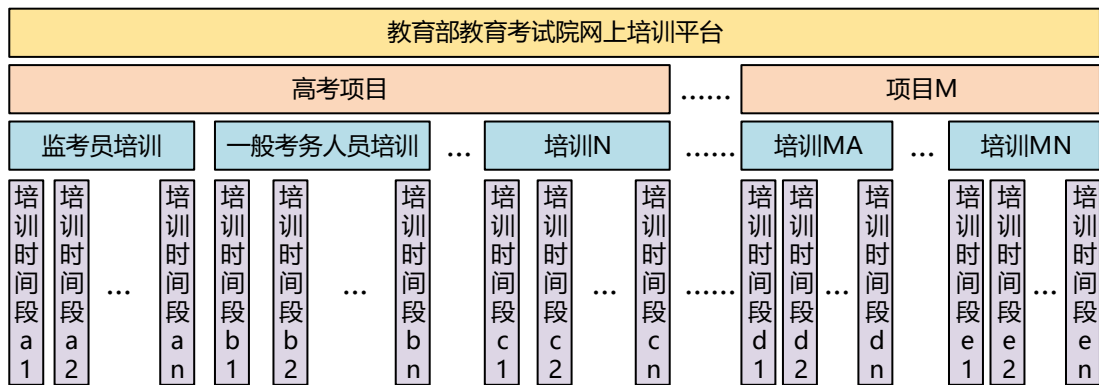 教育部教育考试院网上培训平台
高考项目 …… 项目M
监考员培训 一般考务人员培训 … 培训N …… 培训MA … 培训MN
培训时间段a1 培训时间段a2 … 培训时间段an 培训时间段b1 培训时间段b2 … 培训时间段bn 培训时间段c1 培训时间段c2 … 培训时间段cn …… 培训时间段d1 培训时间段d2 … 培训时间段dn 培训时间段e1 培训时间段e2 … 培训时间段en